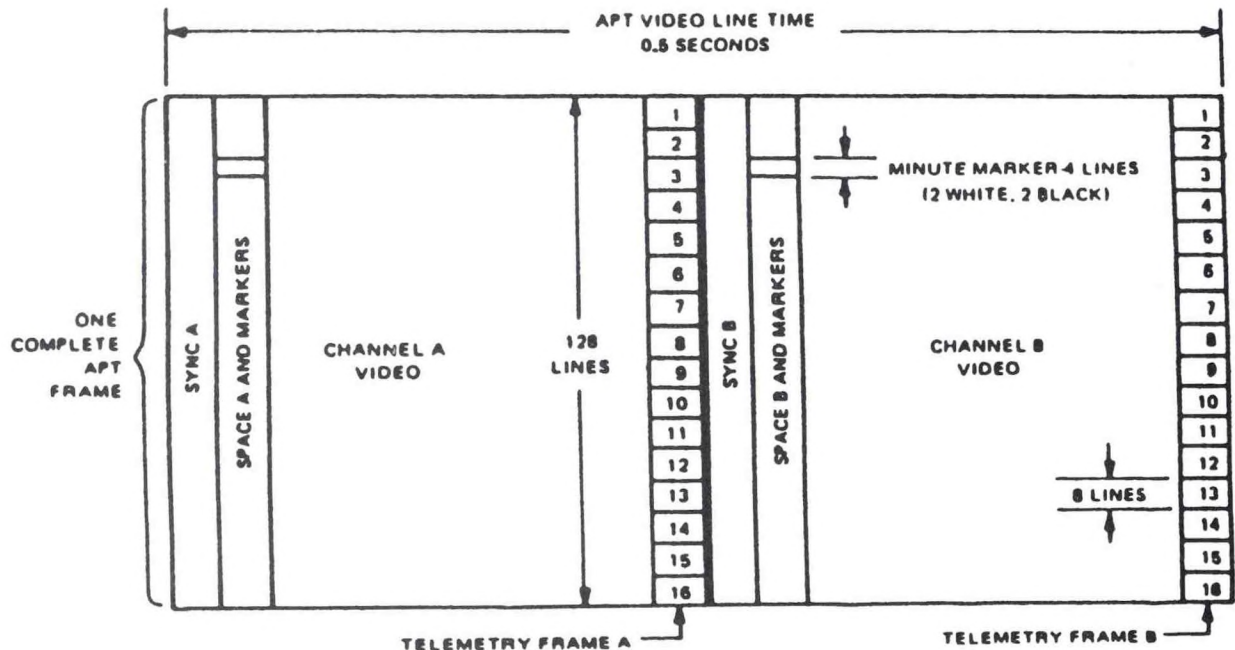 APT VIDEO LINE TIME
0.5 SECONDS
ONE
COMPLETE
APT
FRAME
SYNC A
SPACE A AND MARKERS
CHANNEL A
VIDEO
128
LINES
1
2
3
4
5
6
7
8
9
10
11
12
13
14
15
16
TELEMETRY FRAME A
SYNC B
SPACE B AND MARKERS
MINUTE MARKER-4 LINES
(2 WHITE, 2 BLACK)
CHANNEL B
VIDEO
8 LINES
1
2
3
4
5
6
7
8
9
10
11
12
13
14
15
16
TELEMETRY FRAME B